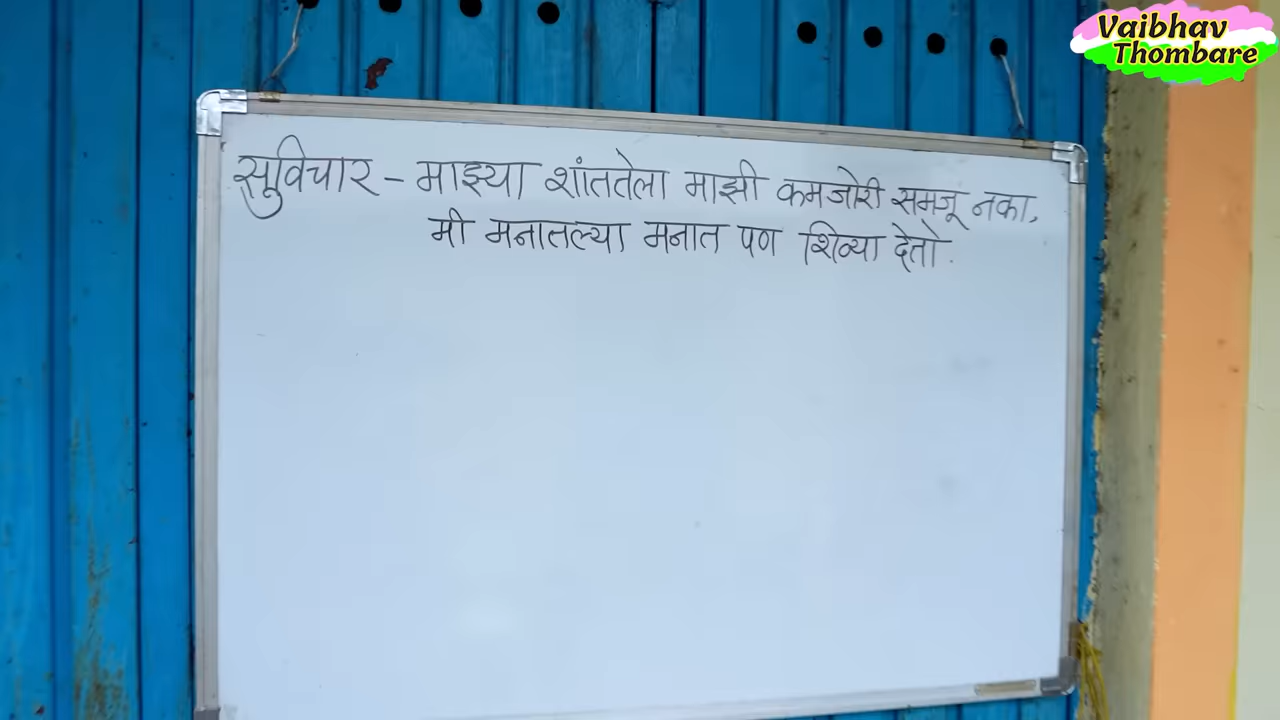 Vaibhav
Thombare
सुविचार - माझ्या शांततेला माझी कमजोरी समजू नका,
मी मनातल्या मनात पण शिव्या देतो.